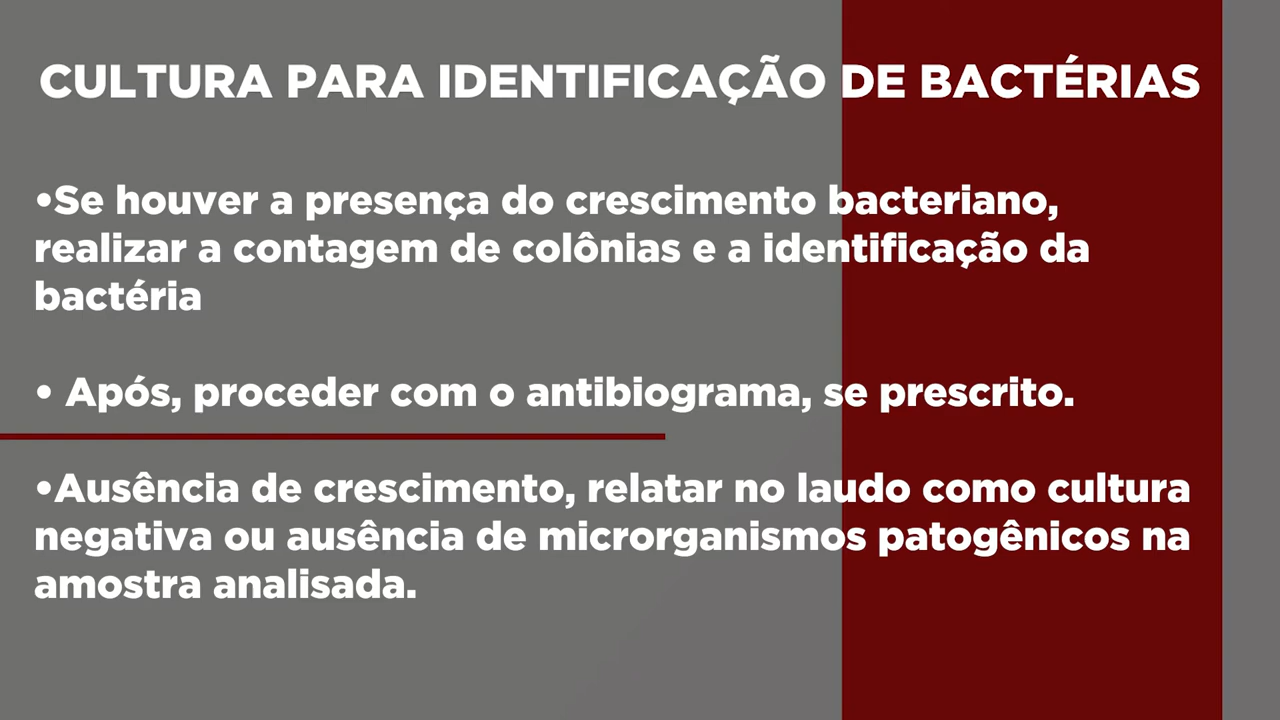 CULTURA PARA IDENTIFICAÇÃO DE BACTÉRIAS
•Se houver a presença do crescimento bacteriano,
realizar a contagem de colônias e a identificação da
bactéria
• Após, proceder com o antibiograma, se prescrito.
•Ausência de crescimento, relatar no laudo como cultura
negativa ou ausência de microrganismos patogênicos na
amostra analisada.